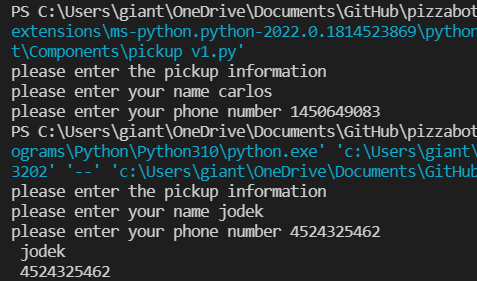 PS C:\Users\giant\OneDrive\Documents\GitHub\pizzabot
extensions\ms-python.python-2022.0.1814523869\python
t\Components\pickup v1.py'
please enter the pickup information
please enter your name carlos
please enter your phone number 1450649083
PS C:\Users\giant\OneDrive\Documents\GitHub\pizzabot
ograms\Python\Python310\python.exe' 'c:\Users\giant\
3202' '--' 'c:\Users\giant\OneDrive\Documents\GitHub
please enter the pickup information
please enter your name jodek
please enter your phone number 4524325462
jodek
4524325462